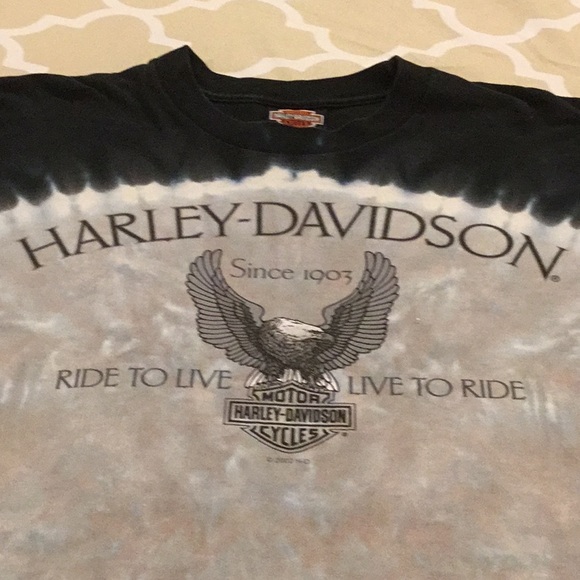 HARLEY-DAVIDSON®
Since 1903
RIDE TO LIVE LIVE TO RIDE
MOTOR
HARLEY-DAVIDSON
CYCLES®